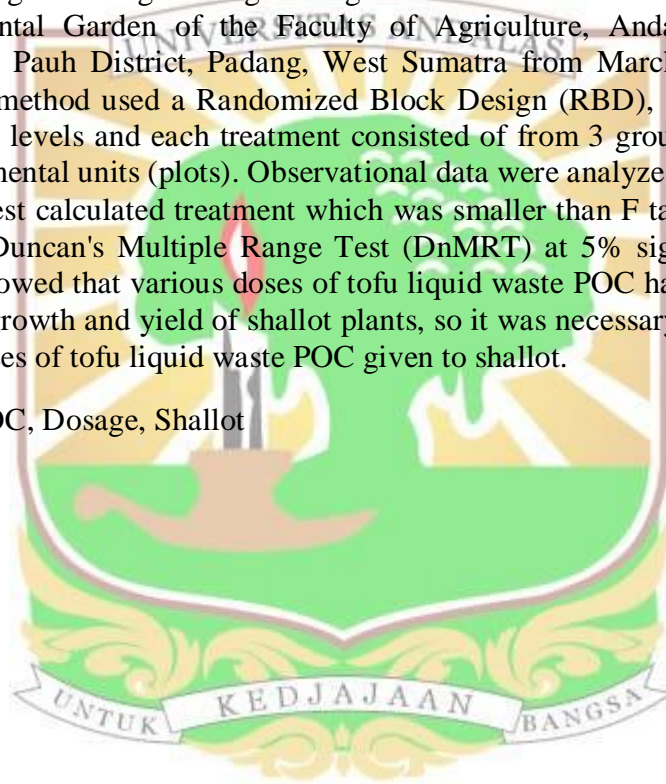 ental Garden of the Faculty of Agriculture, Anda
Pauh District, Padang, West Sumatra from March
method used a Randomized Block Design (RBD),
levels and each treatment consisted of from 3 grou
mental units (plots). Observational data were analyze
est calculated treatment which was smaller than F ta
Duncan's Multiple Range Test (DnMRT) at 5% sig
owed that various doses of tofu liquid waste POC ha
rowth and yield of shallot plants, so it was necessary
es of tofu liquid waste POC given to shallot.
OC, Dosage, Shallot
UNIVERSITAS ANDALAS
UNTUK KEDJAJAAN BANGSA